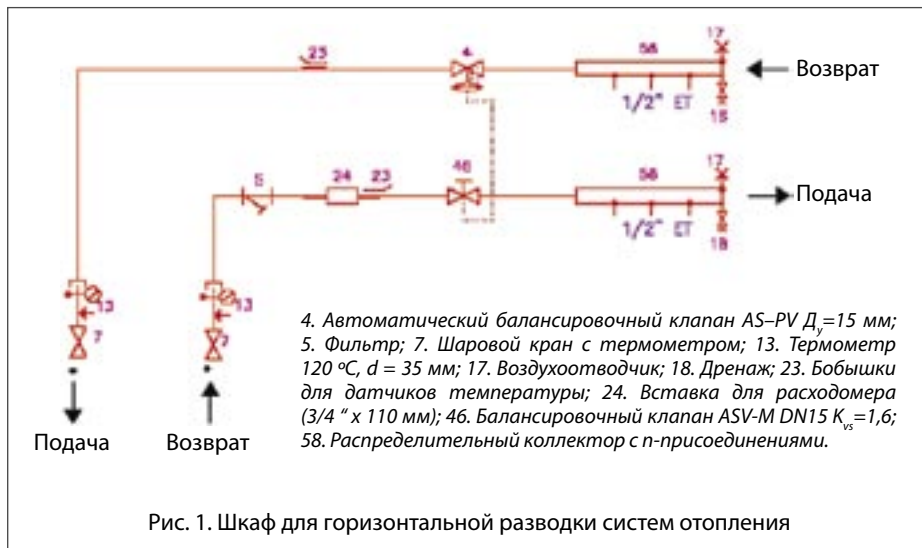 17
23
4
58
Возврат
1/2" ET
18
46
17
5
24
23
58
Подача
1/2" ET
18
13
13
7
7
4. Автоматический балансировочный клапан AS–PV Ду=15 мм;
5. Фильтр; 7. Шаровой кран с термометром; 13. Термометр
120 ºС, d = 35 мм; 17. Воздухоотводчик; 18. Дренаж; 23. Бобышки
для датчиков температуры; 24. Вставка для расходомера
(3/4 “ x 110 мм); 46. Балансировочный клапан ASV-M DN15 Kvs=1,6;
58. Распределительный коллектор с n-присоединениями.
Подача Возврат
Рис. 1. Шкаф для горизонтальной разводки систем отопления